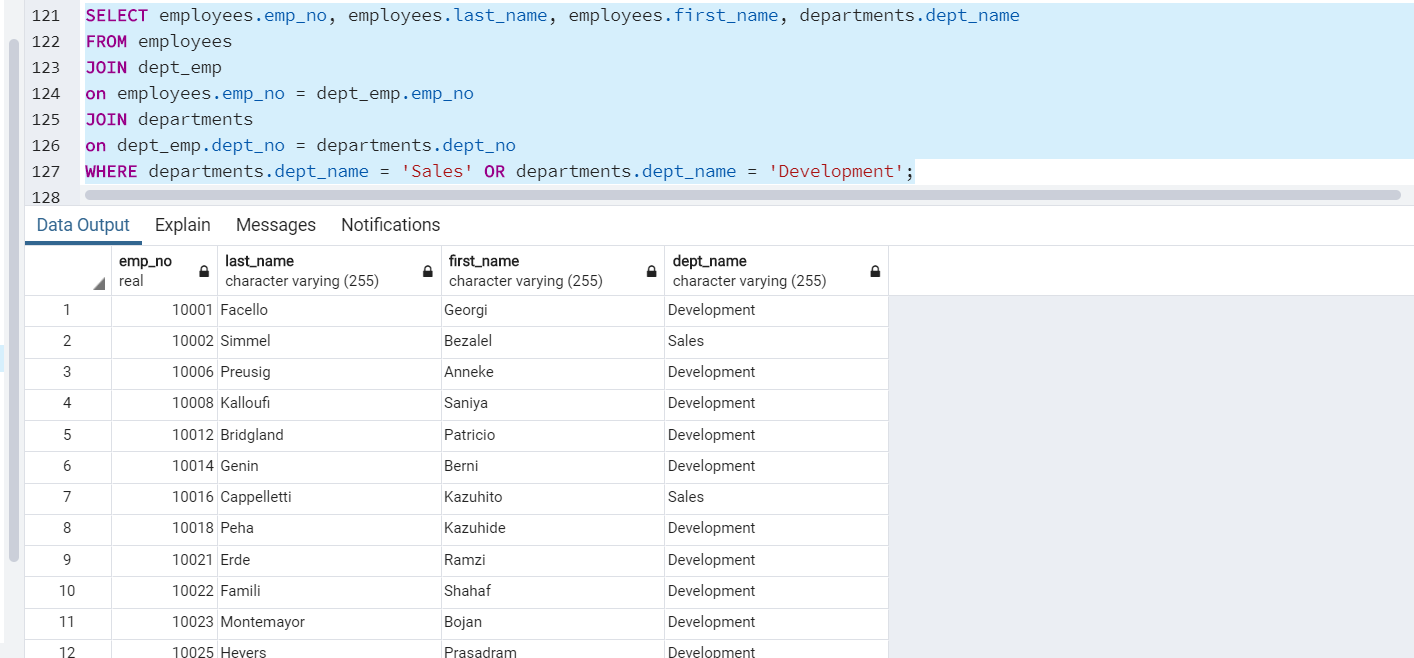 121 SELECT employees.emp_no, employees.last_name, employees.first_name, departments.dept_name
122 FROM employees
123 JOIN dept_emp
124 on employees.emp_no = dept_emp.emp_no
125 JOIN departments
126 on dept_emp.dept_no = departments.dept_no
127 WHERE departments.dept_name = 'Sales' OR departments.dept_name = 'Development';
128
Data Output Explain Messages Notifications
emp_no last_name first_name dept_name
real character varying (255) character varying (255) character varying (255)
1 10001 Facello Georgi Development
2 10002 Simmel Bezalel Sales
3 10006 Preusig Anneke Development
4 10008 Kalloufi Saniya Development
5 10012 Bridgland Patricio Development
6 10014 Genin Berni Development
7 10016 Cappelletti Kazuhito Sales
8 10018 Peha Kazuhide Development
9 10021 Erde Ramzi Development
10 10022 Famili Shahaf Development
11 10023 Montemayor Bojan Development
12 10025 Heyers Prasadram Development